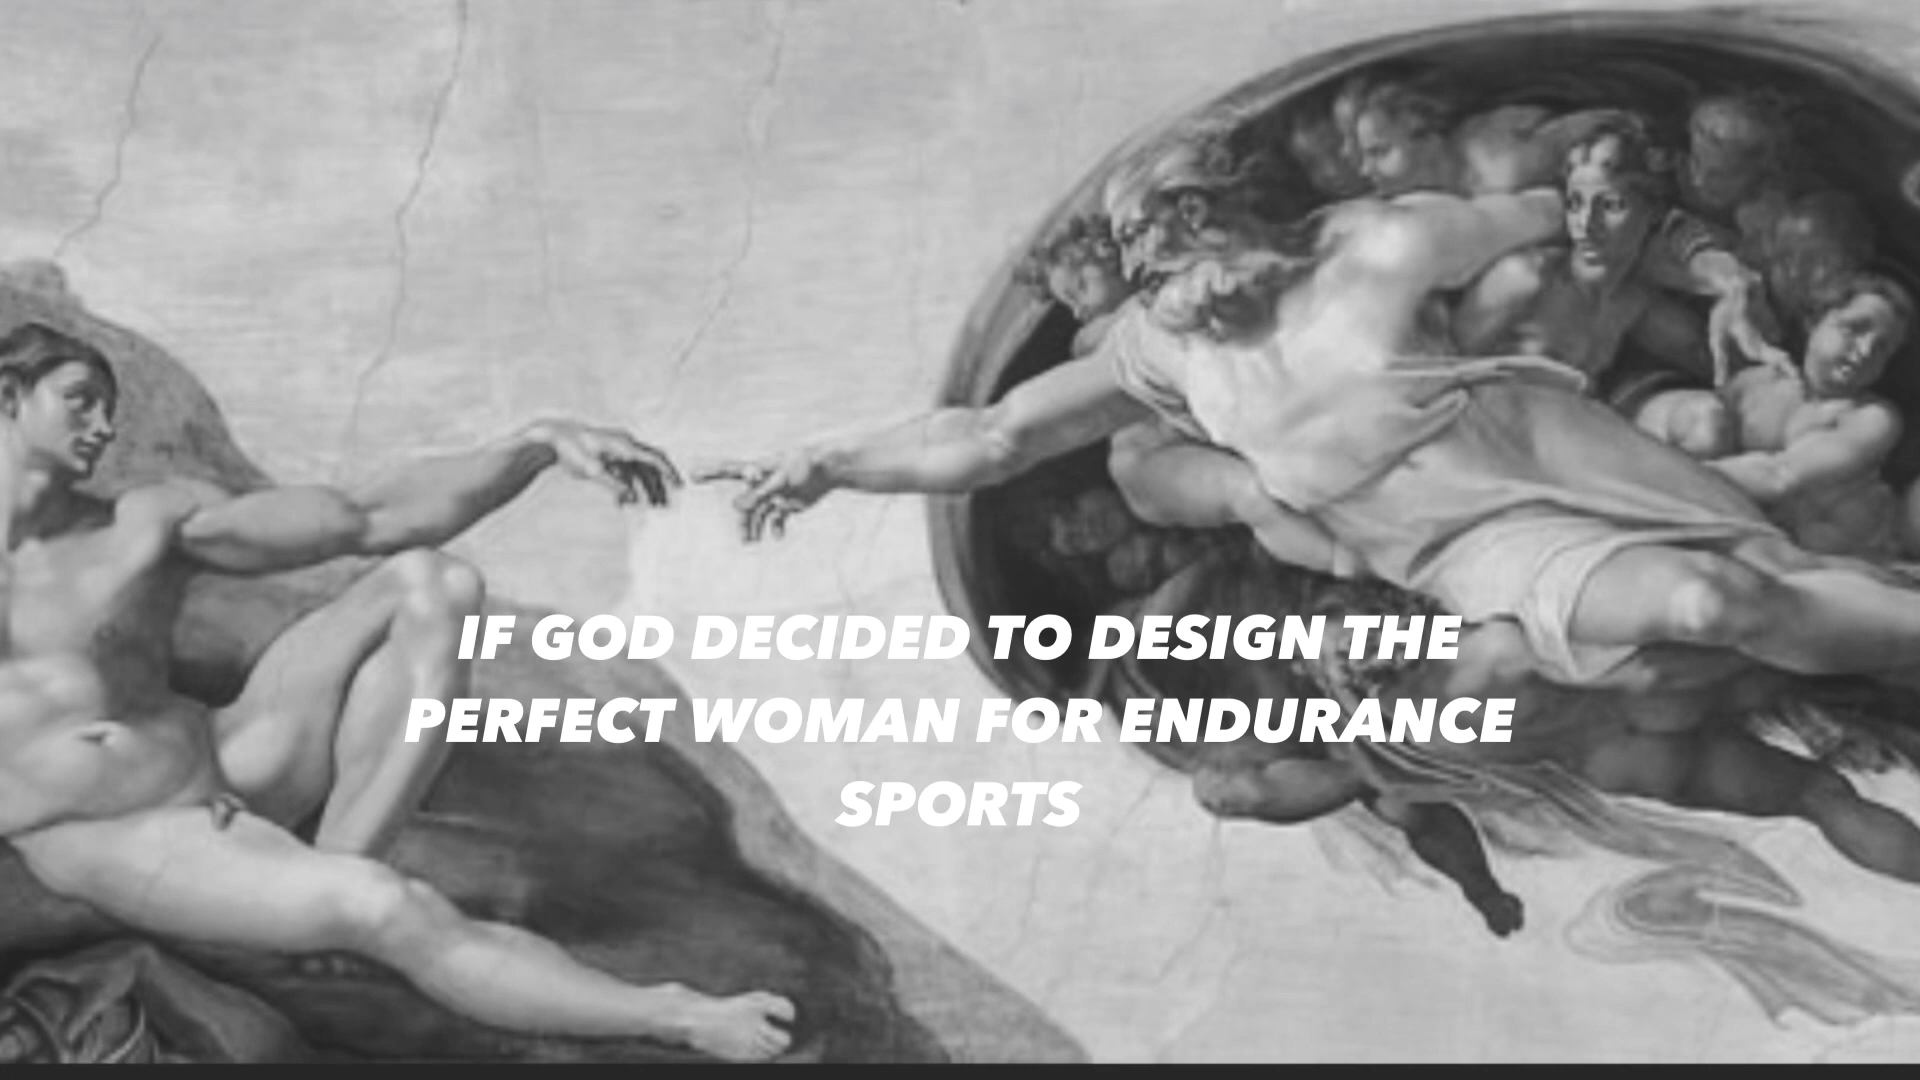 IF GOD DECIDED TO DESIGN THE
PERFECT WOMAN FOR ENDURANCE
SPORTS